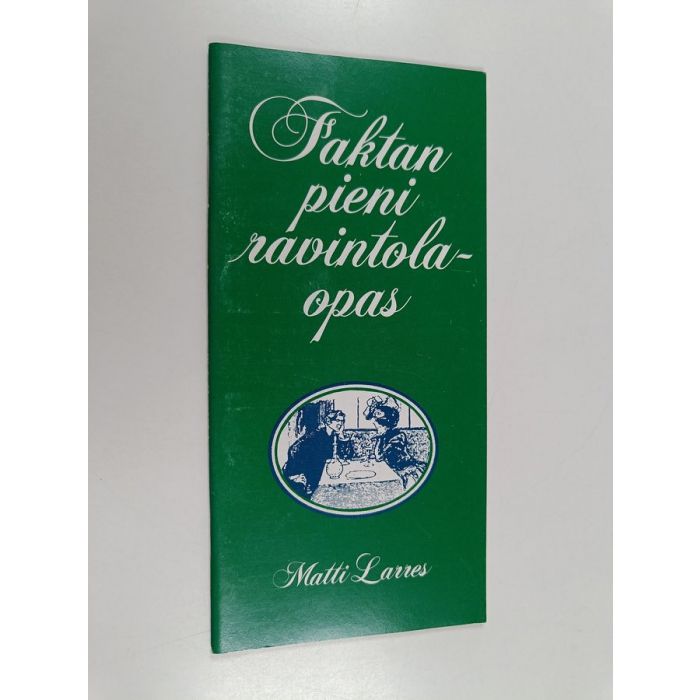 Faktan
pieni
ravintola-
opas
Matti Larres